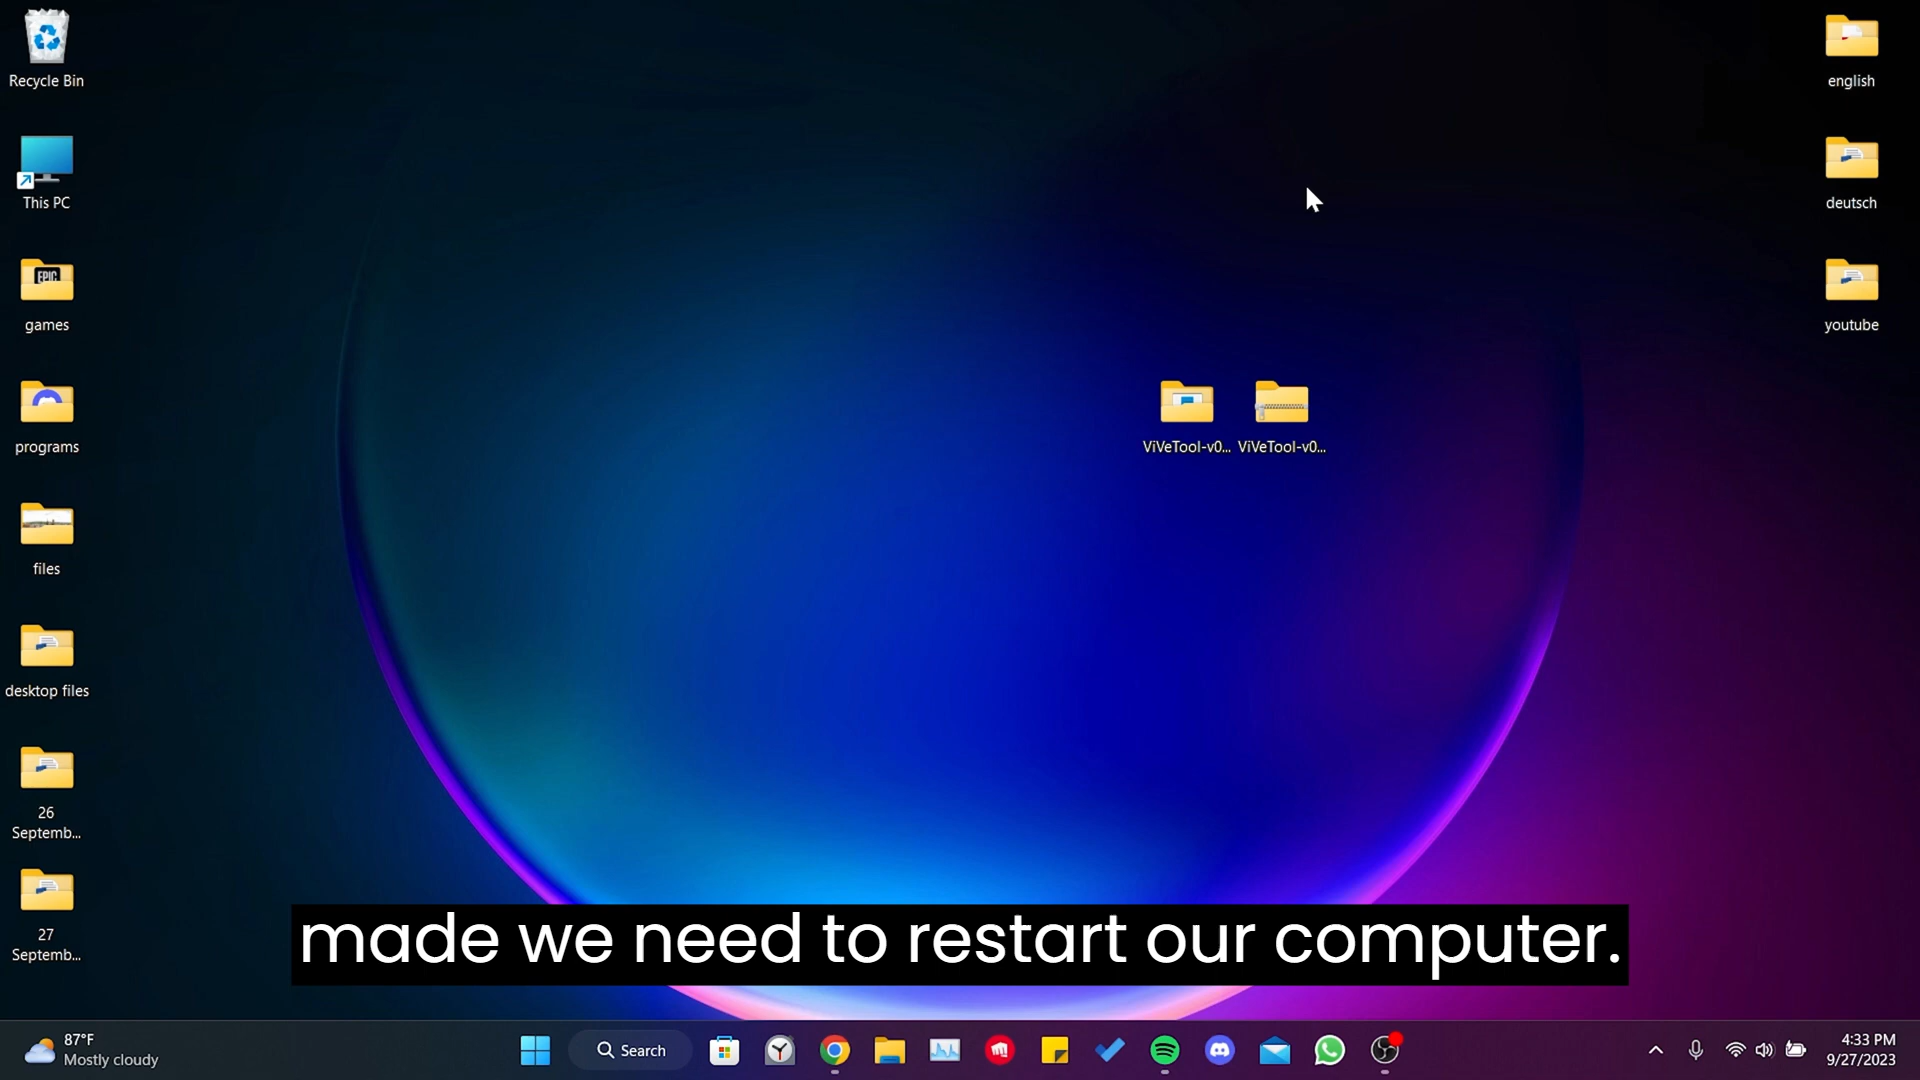 Recycle Bin
This PC
EPIC
games
programs
files
desktop files
26
Septemb...
27
Septemb...
english
deutsch
youtube
ViVeTool-v0...
ViVeTool-v0...
made we need to restart our computer.
87°F
Mostly cloudy
Search
4:33 PM
9/27/2023